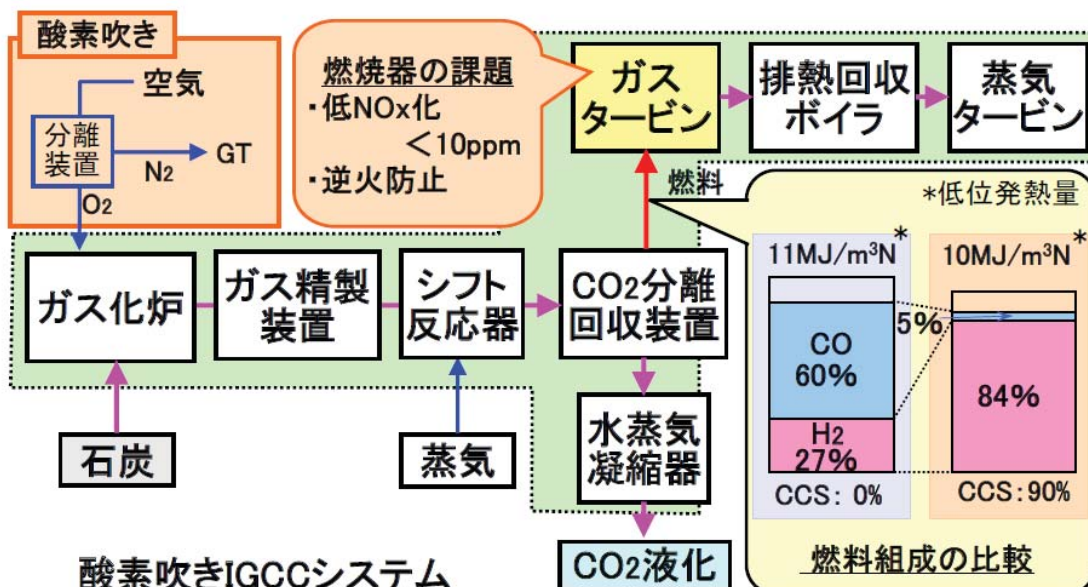 酸素吹き
空気
分離
装置
N2
GT
O2
燃焼器の課題
・低NOx化
＜10ppm
・逆火防止
ガス
タービン
排熱回収
ボイラ
蒸気
タービン
燃料
ガス化炉
ガス精製
装置
シフト
反応器
CO2分離
回収装置
石炭
蒸気
水蒸気
凝縮器
CO2液化
酸素吹きIGCCシステム
*低位発熱量
11MJ/m³N*
10MJ/m³N*
CO
60%
H2
27%
5%
84%
CCS: 0%
CCS: 90%
燃料組成の比較